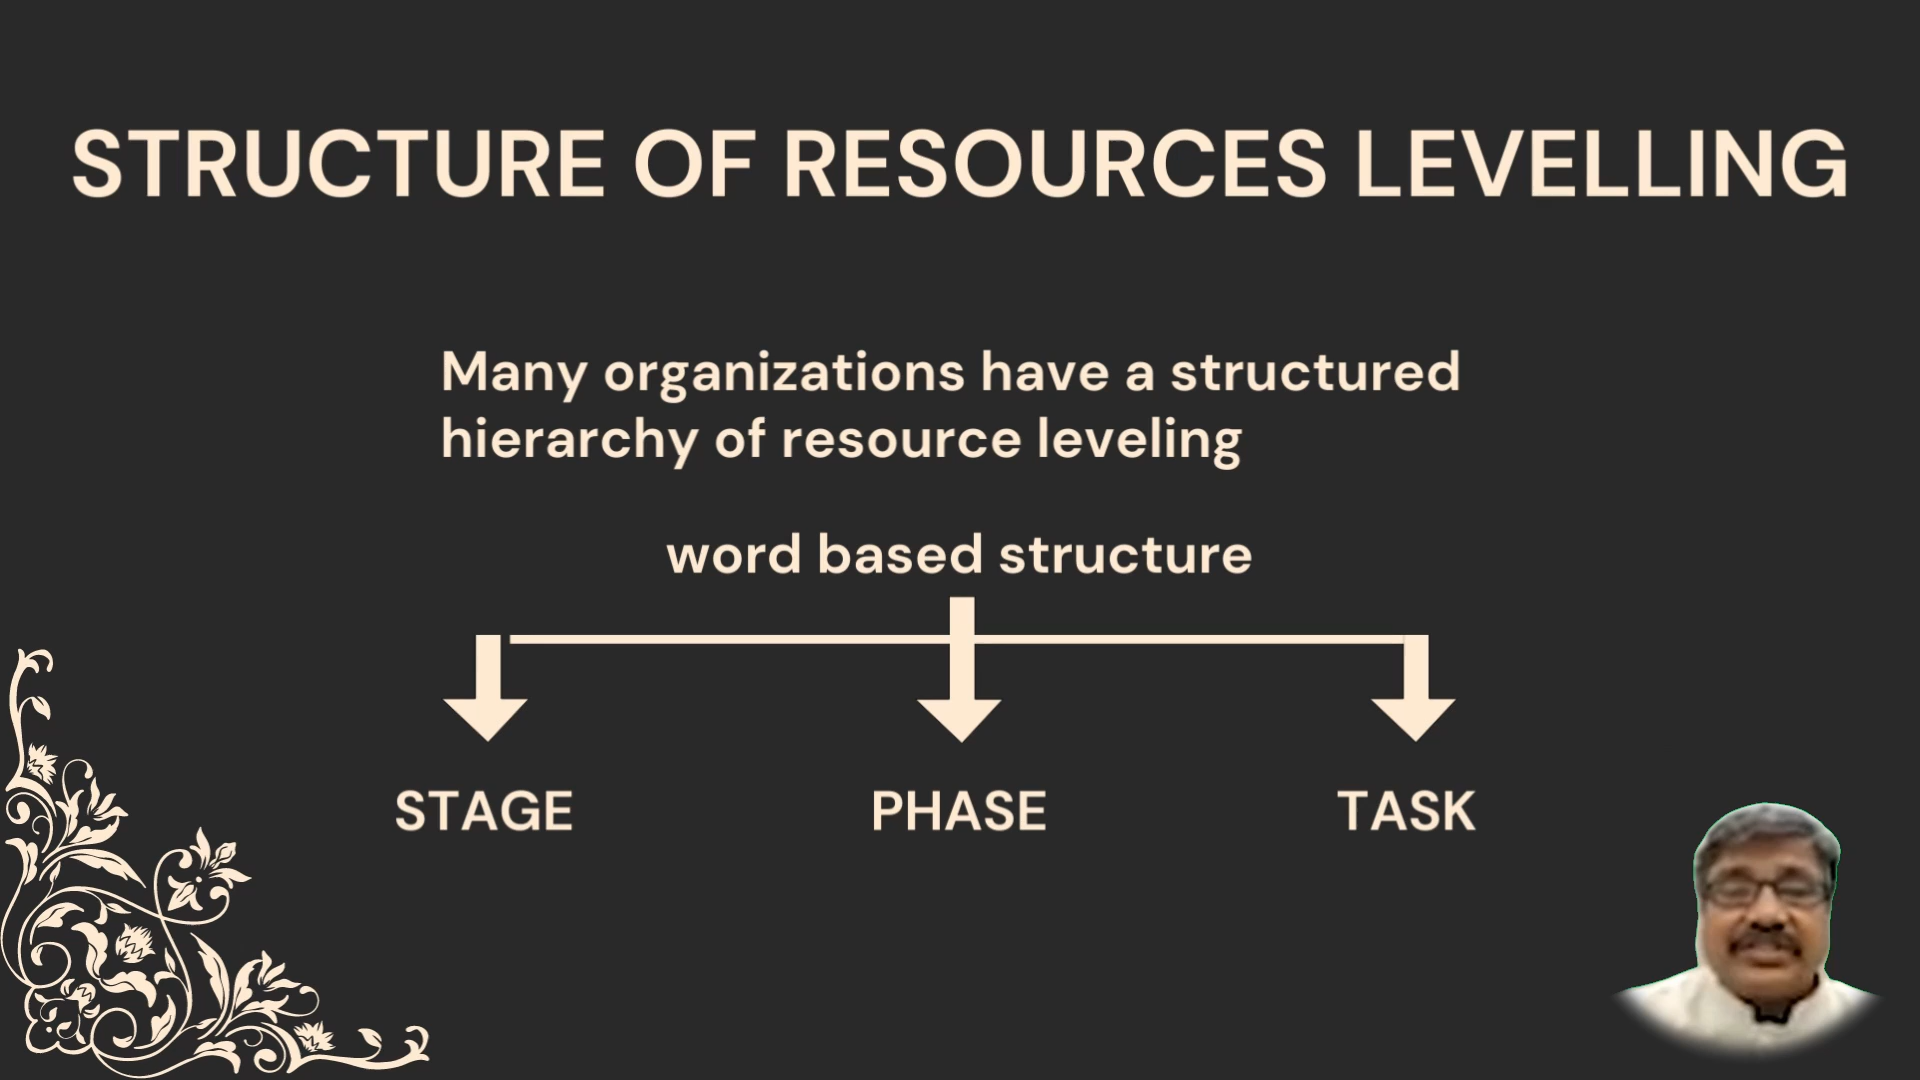 STRUCTURE OF RESOURCES LEVELLING
Many organizations have a structured
hierarchy of resource leveling
word based structure
STAGE PHASE TASK